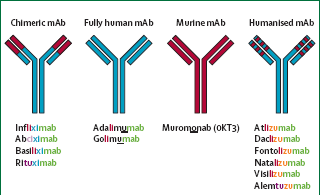 Chimeric mAb
Fully human mAb
Murine mAb
Humanised mAb
Infliximab
Abciximab
Basiliximab
Rituximab
Adalimumab
Golimumab
Muromonab (OKT3)
Atlizumab
Daclizumab
Fontolizumab
Natalizumab
Visilizumab
Alemtuzumab